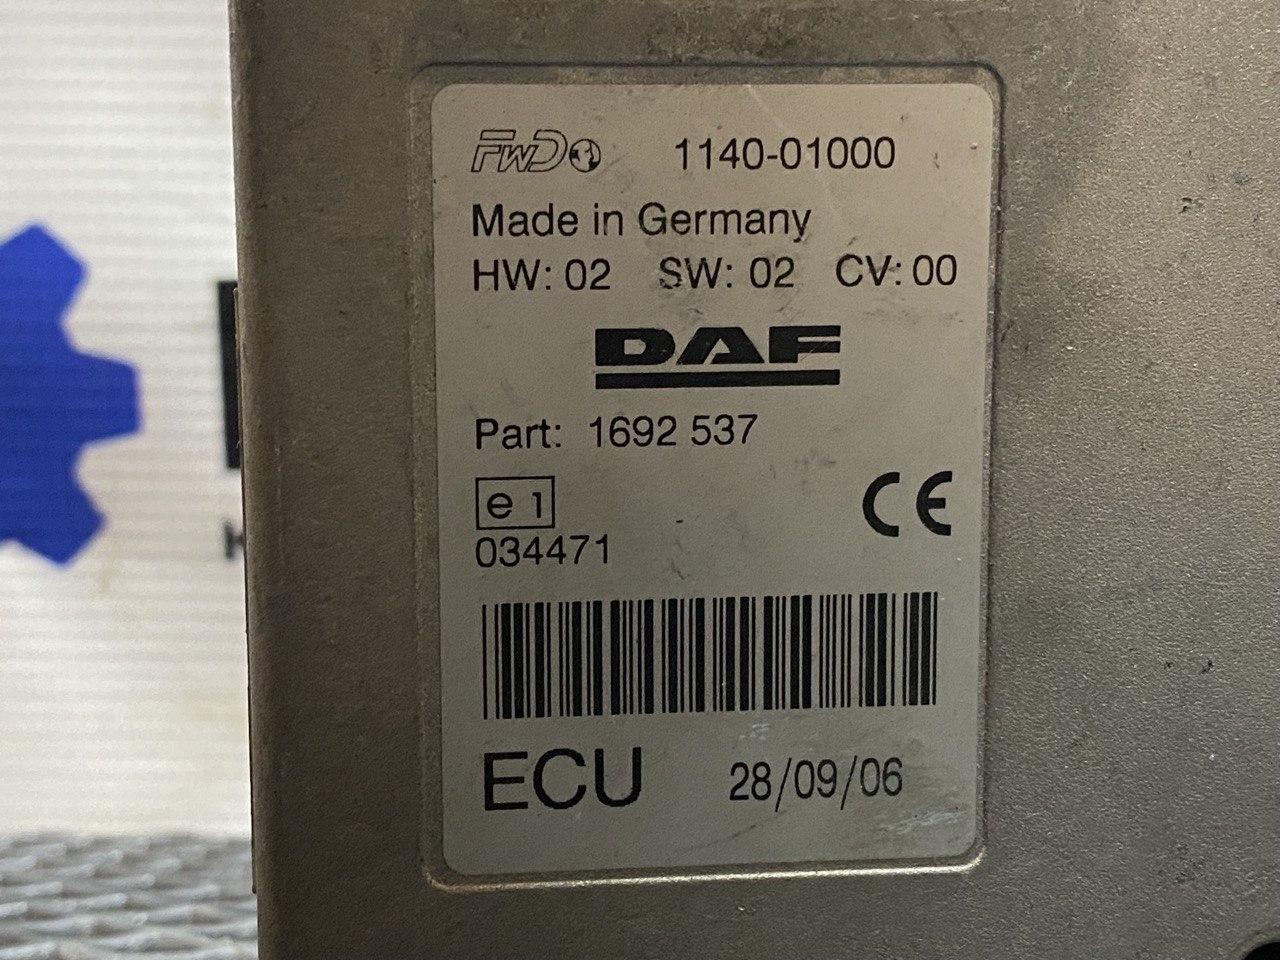 FWD 1140-01000
Made in Germany
HW: 02 SW: 02 CV: 00
DAF
Part: 1692 537
e 1
CE
034471
ECU 28/09/06